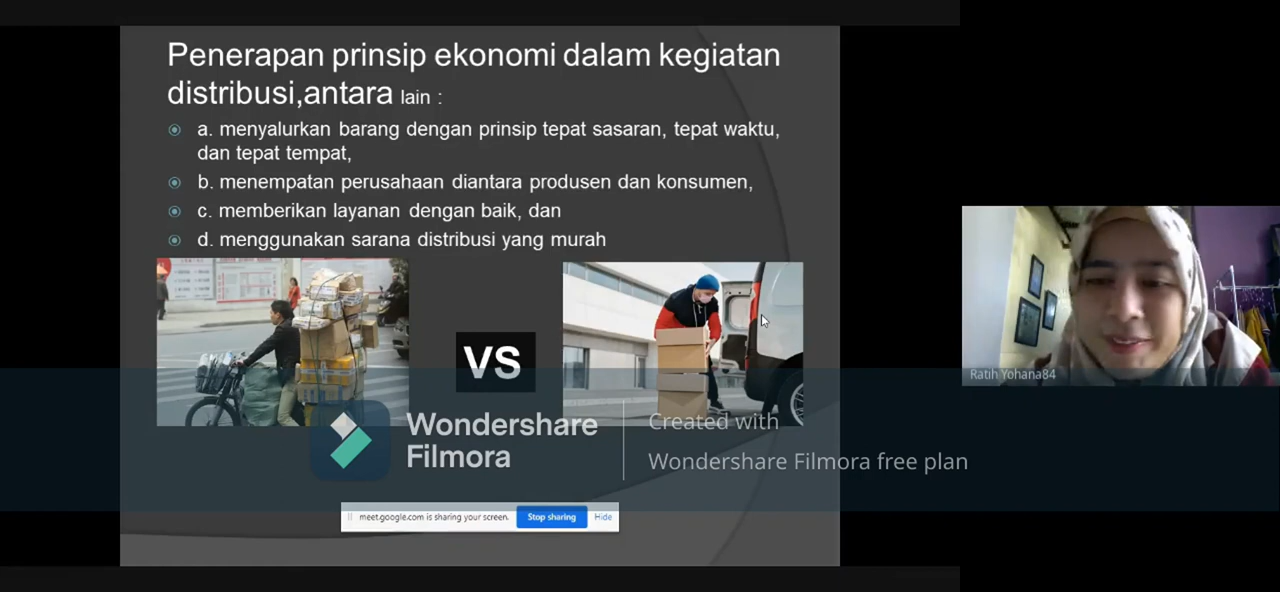 Penerapan prinsip ekonomi dalam kegiatan
distribusi,antara lain :
a. menyalurkan barang dengan prinsip tepat sasaran, tepat waktu,
dan tepat tempat,
b. menempatan perusahaan diantara produsen dan konsumen,
c. memberikan layanan dengan baik, dan
d. menggunakan sarana distribusi yang murah
VS
Ratih Yohana84
Wondershare
Filmora
Created with
Wondershare Filmora free plan
meet.google.com is sharing your screen.
Stop sharing
Hide